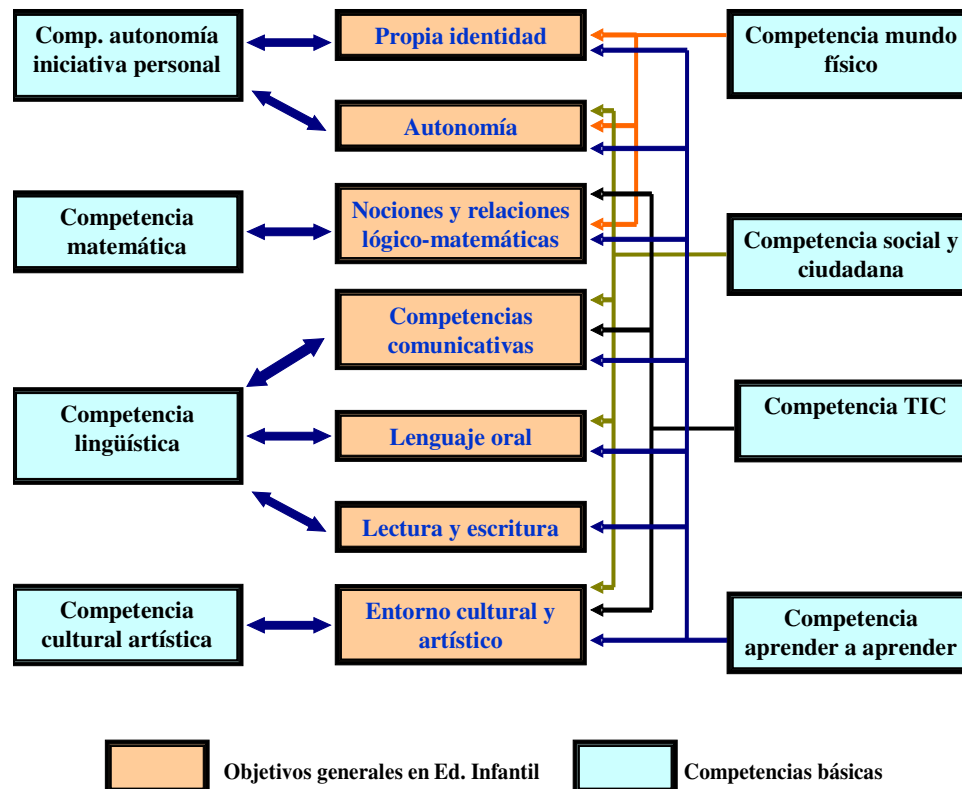 Comp. autonomía
iniciativa personal
Propia identidad
Competencia mundo
físico
Autonomía
Competencia
matemática
Nociones y relaciones
lógico-matemáticas
Competencia social y
ciudadana
Competencias
comunicativas
Competencia
lingüística
Competencia TIC
Lenguaje oral
Lectura y escritura
Competencia
cultural artística
Entorno cultural y
artístico
Competencia
aprender a aprender
Objetivos generales en Ed. Infantil
Competencias básicas